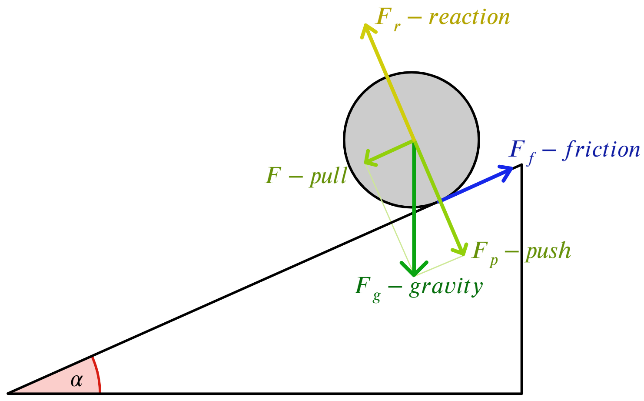 F_r − reaction
F_f − friction
F − pull
F_p − push
F_g − gravity
α